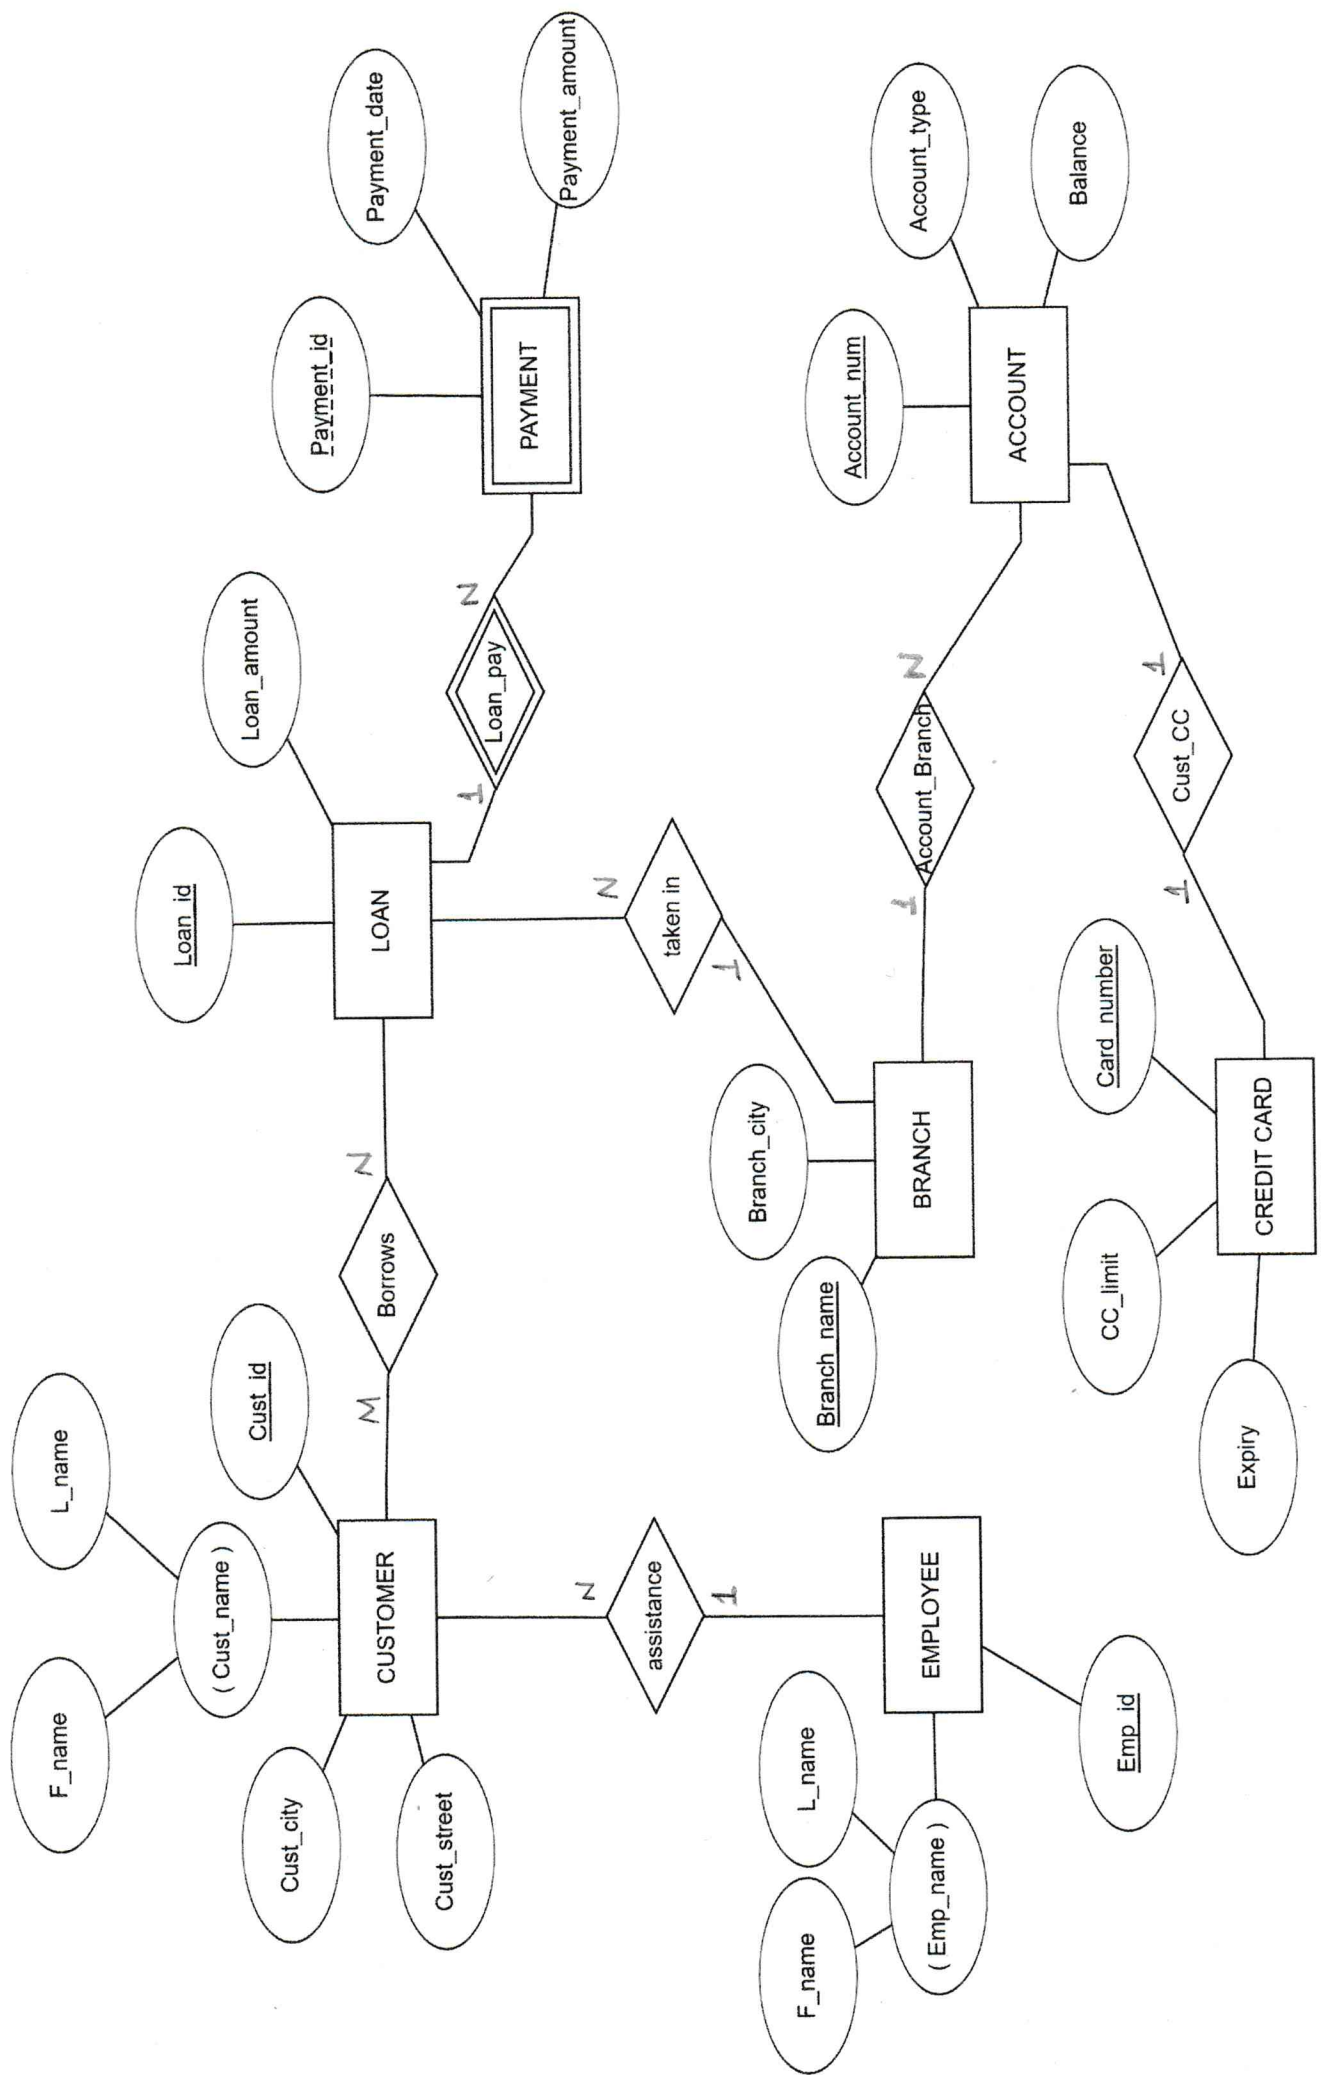 F_name
L_name
( Cust_name )
Cust_id
Cust_city
Cust_street
CUSTOMER
M
Borrows
N
Loan_id
Loan_amount
LOAN
1
Loan_pay
N
Payment_id
Payment_date
Payment_amount
PAYMENT
N
assistance
1
N
taken in
1
F_name
L_name
( Emp_name )
Emp_id
EMPLOYEE
Branch_name
Branch_city
BRANCH
1
Account_Branch
N
Account_num
Account_type
Balance
ACCOUNT
1
Cust_CC
1
Expiry
CC_limit
Card_number
CREDIT CARD